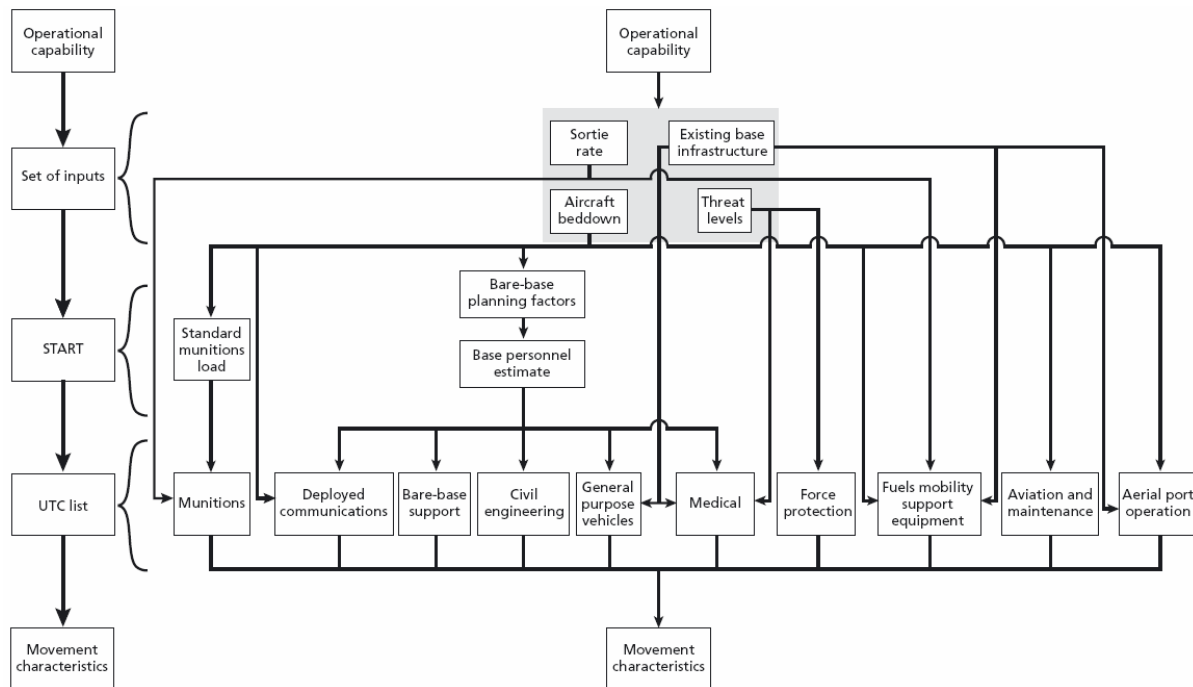 Operational
capability
Operational
capability
Sortie
rate
Existing base
infrastructure
Set of inputs
Aircraft
beddown
Threat
levels
Bare-base
planning factors
START
Standard
munitions
load
Base personnel
estimate
UTC list
Munitions
Deployed
communications
Bare-base
support
Civil
engineering
General
purpose
vehicles
Medical
Force
protection
Fuels mobility
support
equipment
Aviation and
maintenance
Aerial port
operation
Movement
characteristics
Movement
characteristics